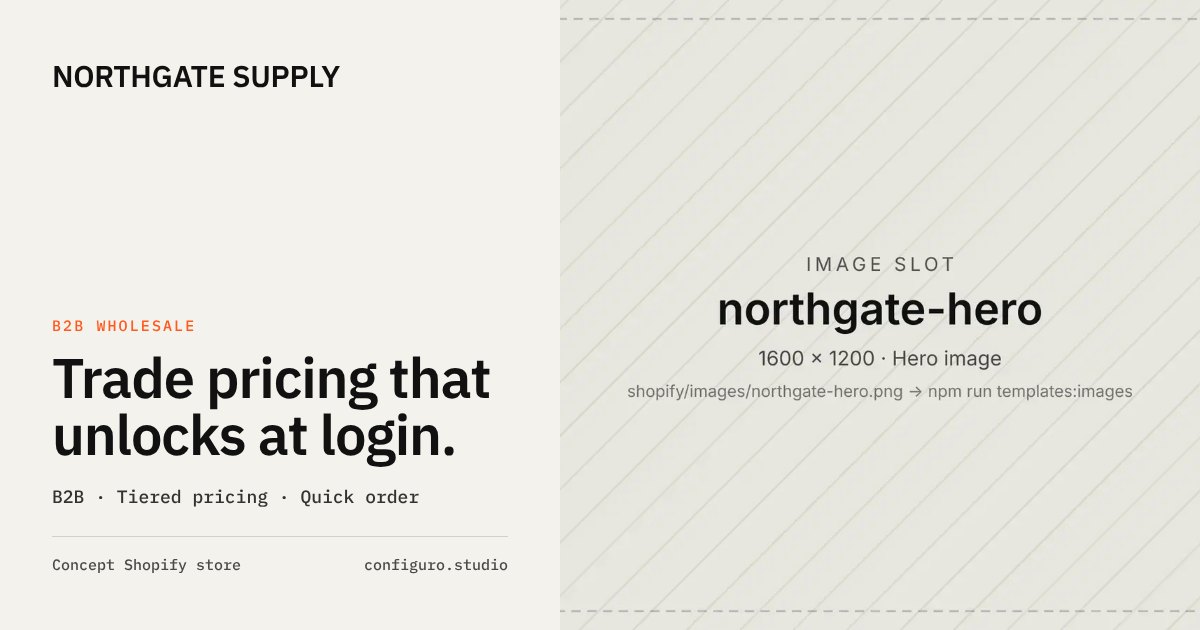 NORTHGATE SUPPLY
B2B WHOLESALE
Trade pricing that
unlocks at login.
B2B · Tiered pricing · Quick order
Concept Shopify store
configuro.studio
IMAGE SLOT
northgate-hero
1600 × 1200 · Hero image
shopify/images/northgate-hero.png → npm run templates:images